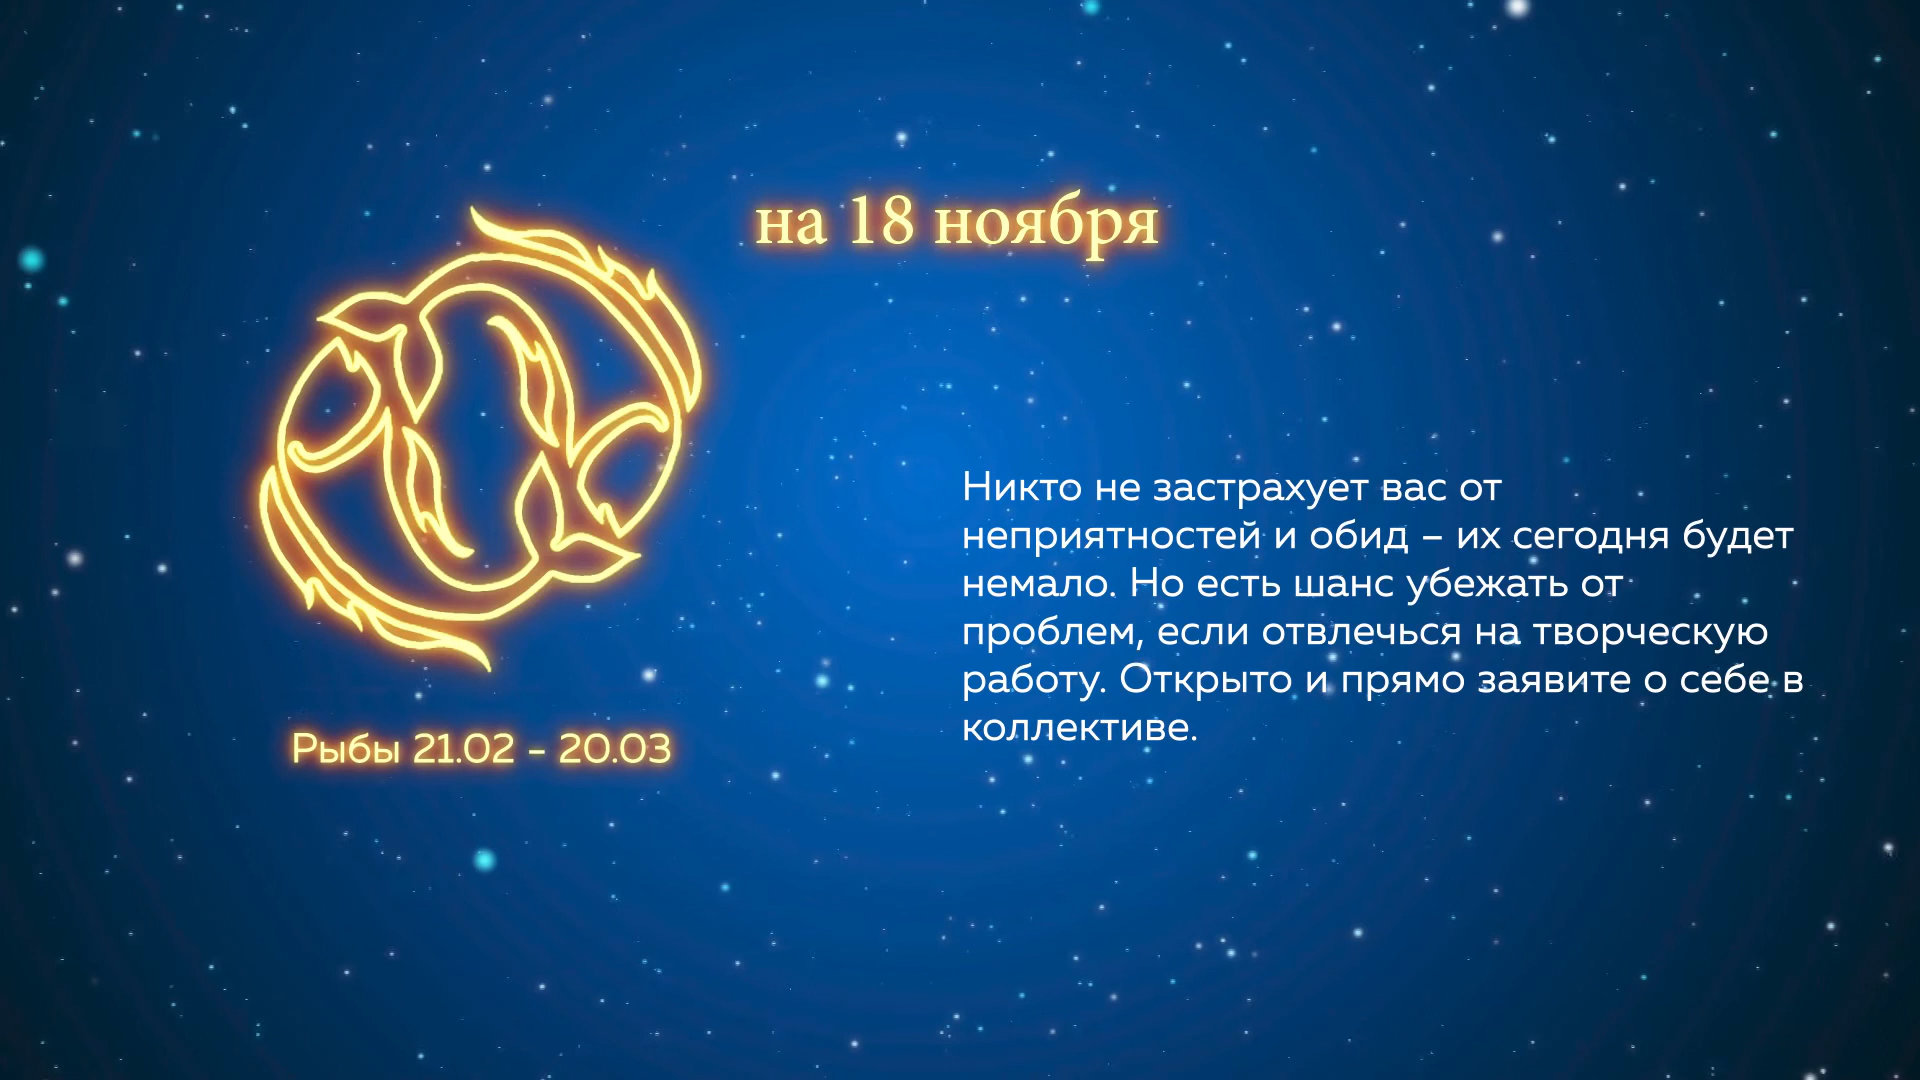 на 18 ноября
Никто не застрахует вас от
неприятностей и обид – их сегодня будет
немало. Но есть шанс убежать от
проблем, если отвлечься на творческую
работу. Открыто и прямо заявите о себе в
коллективе.
Рыбы 21.02 - 20.03